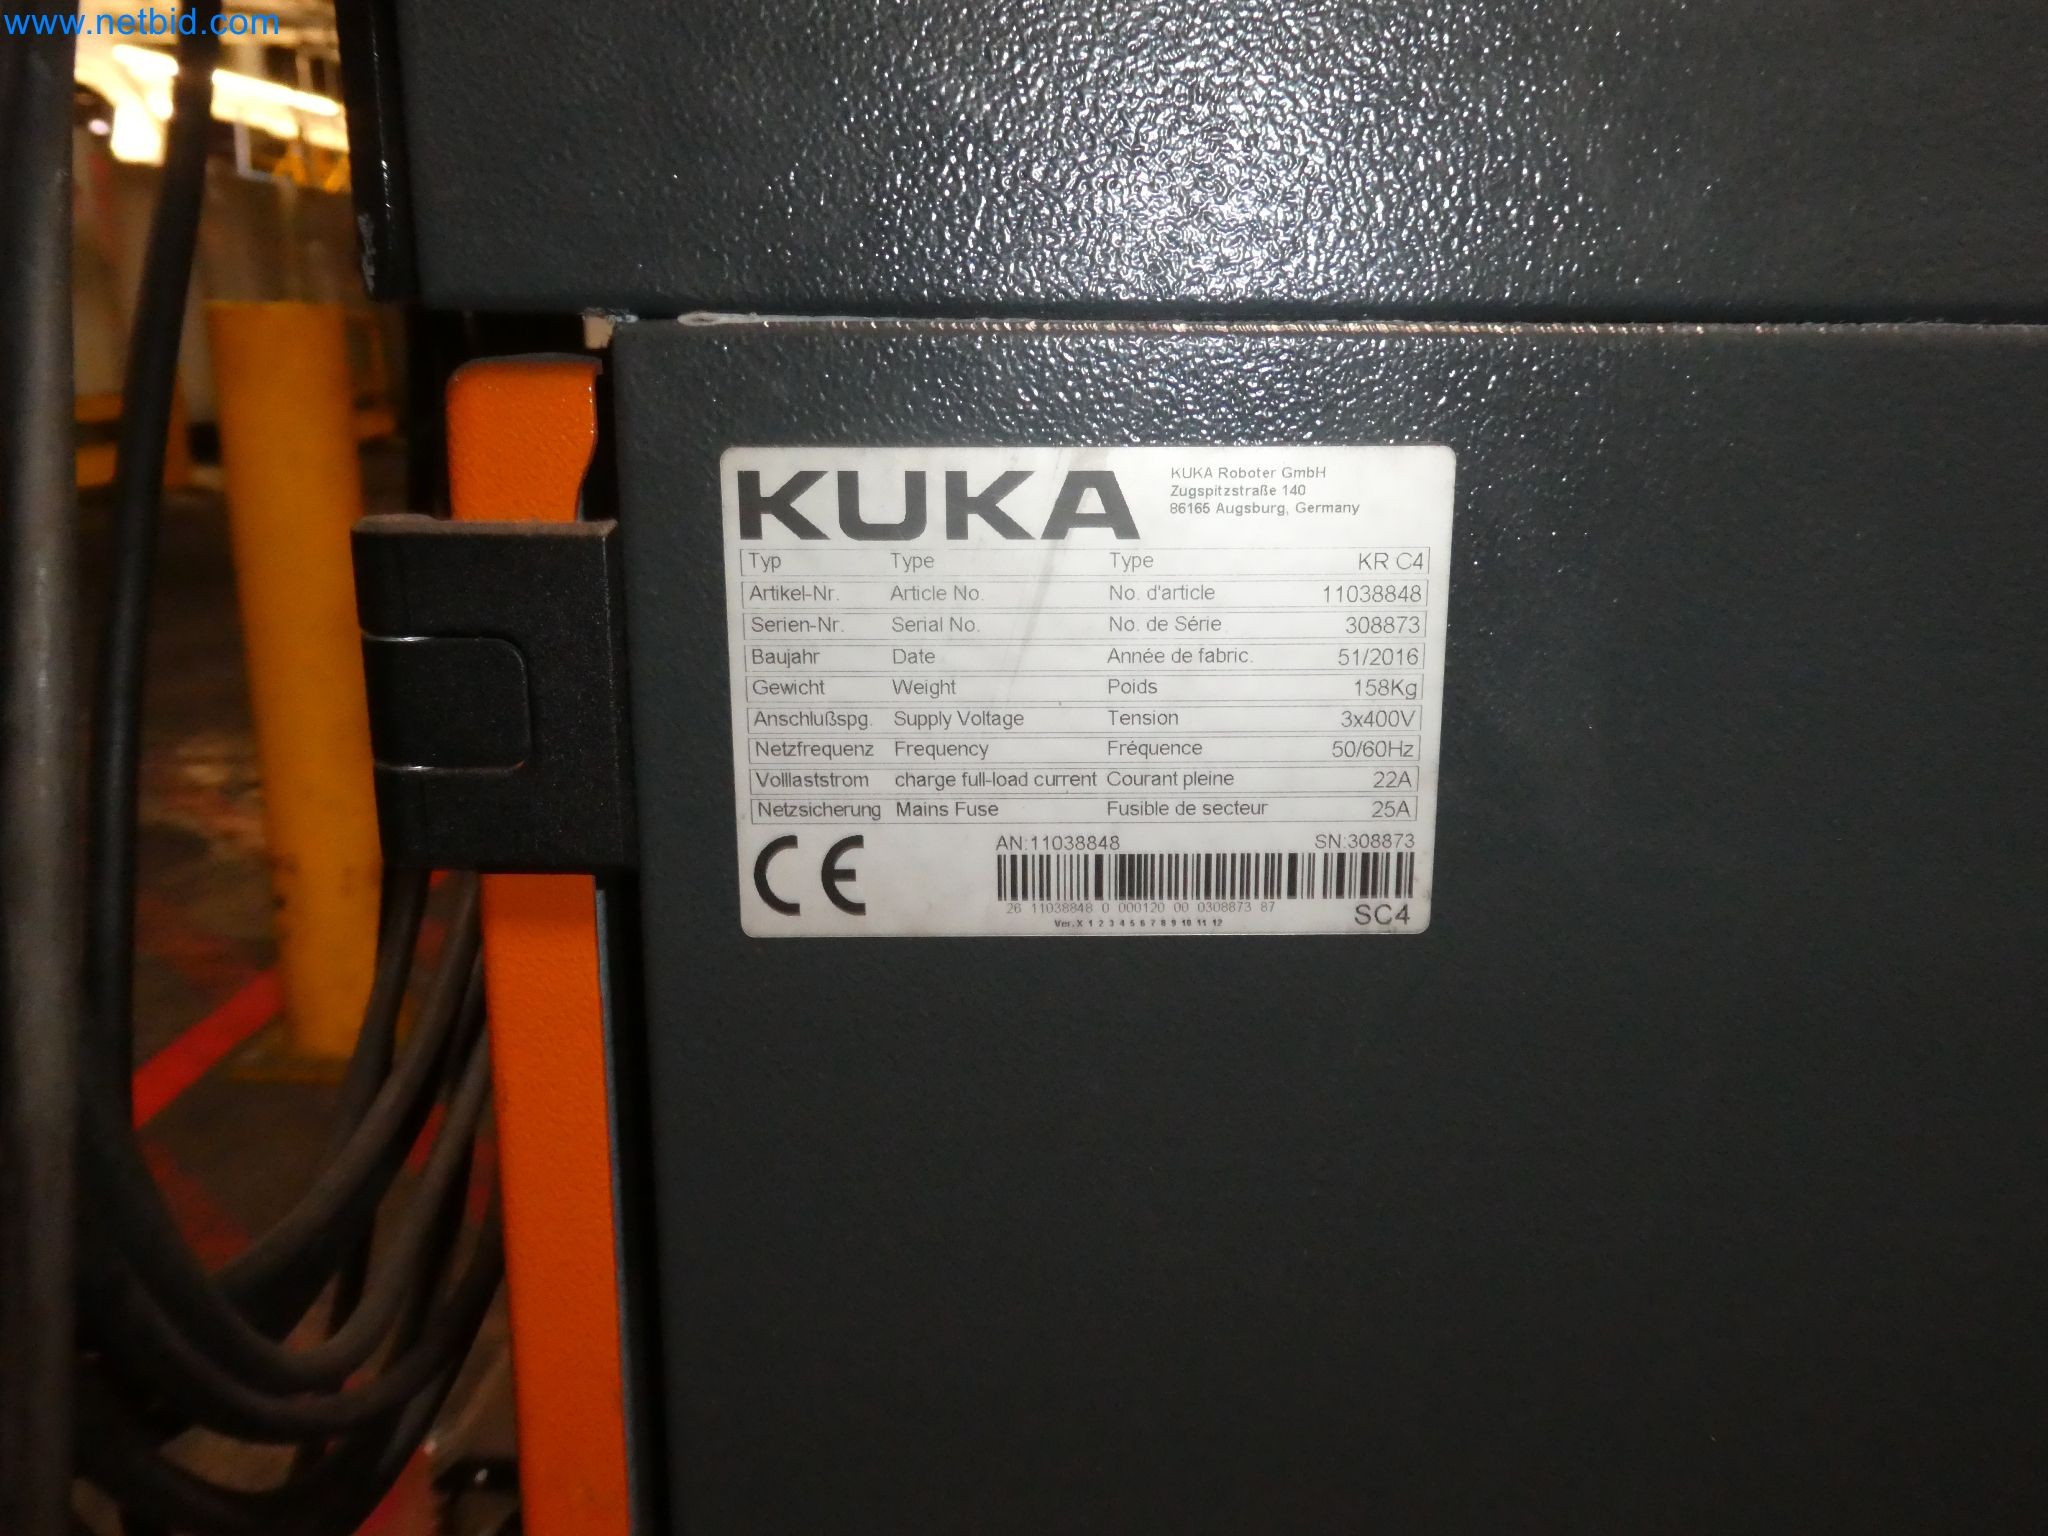 www.netbid.com
KUKA
KUKA Roboter GmbH
Zugspitzstraße 140
86165 Augsburg, Germany
Typ Type Type KR C4
Artikel-Nr. Article No. No. d'article 11038848
Serien-Nr. Serial No. No. de Série 308873
Baujahr Date Année de fabric. 51/2016
Gewicht Weight Poids 158Kg
Anschlußspg. Supply Voltage Tension 3x400V
Netzfrequenz Frequency Fréquence 50/60Hz
Volllaststrom charge full-load current Courant pleine 22A
Netzsicherung Mains Fuse Fusible de secteur 25A
CE
AN:11038848 SN:308873
26 11038848 0 000120 00 0308873 87
SC4
Ver.X 1 2 3 4 5 6 7 8 9 10 11 12